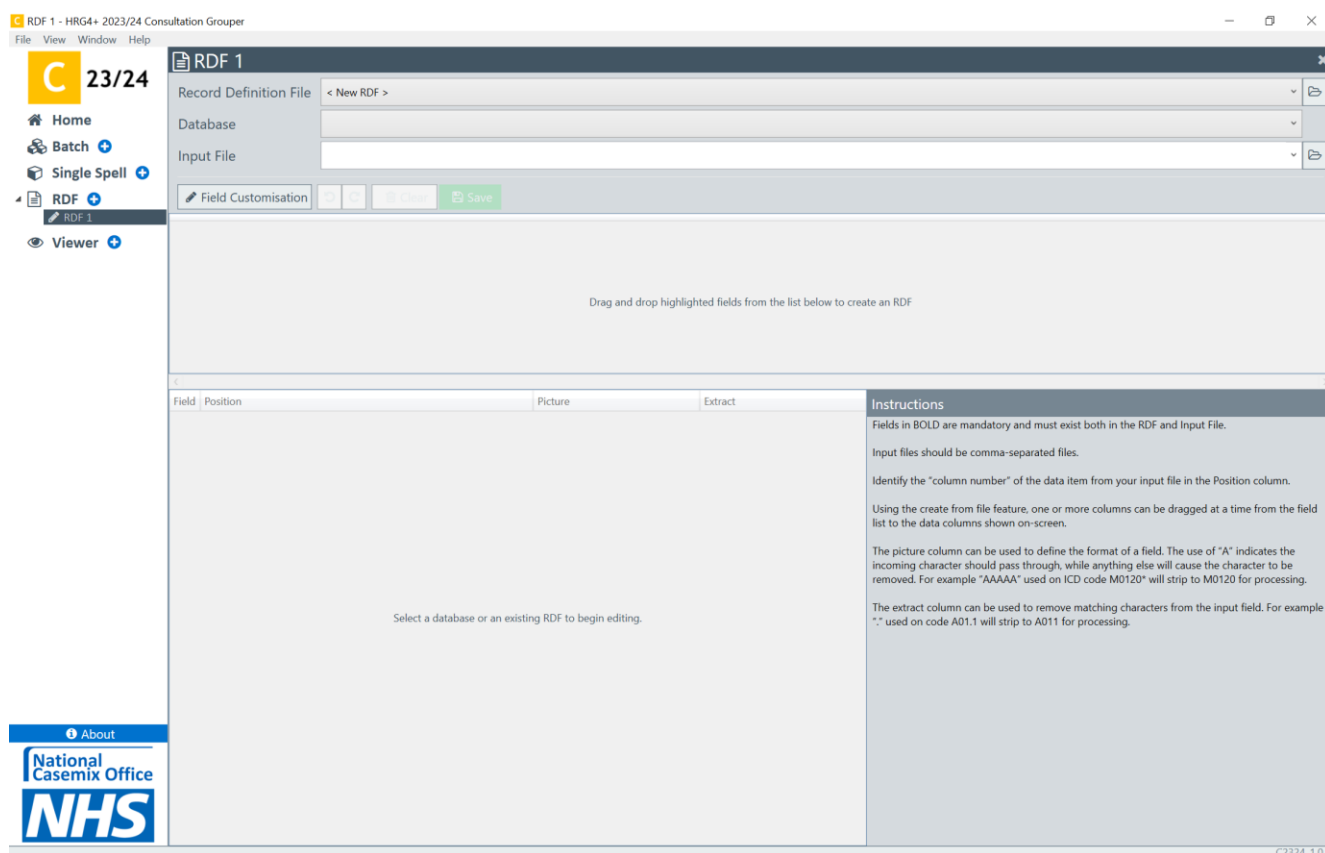 C RDF 1 - HRG4+ 2023/24 Consultation Grouper
File View Window Help
C 23/24
Home
Batch
Single Spell
RDF
RDF 1
Viewer
RDF 1
Record Definition File < New RDF >
Database
Input File
Field Customisation Clear Save
Drag and drop highlighted fields from the list below to create an RDF
Field Position Picture Extract
Select a database or an existing RDF to begin editing.
Instructions
Fields in BOLD are mandatory and must exist both in the RDF and Input File.
Input files should be comma-separated files.
Identify the "column number" of the data item from your input file in the Position column.
Using the create from file feature, one or more columns can be dragged at a time from the field
list to the data columns shown on-screen.
The picture column can be used to define the format of a field. The use of "A" indicates the
incoming character should pass through, while anything else will cause the character to be
removed. For example "AAAAA" used on ICD code M0120* will strip to M0120 for processing.
The extract column can be used to remove matching characters from the input field. For example
"." used on code A01.1 will strip to A011 for processing.
About
National
Casemix Office
NHS
C2324.1.0